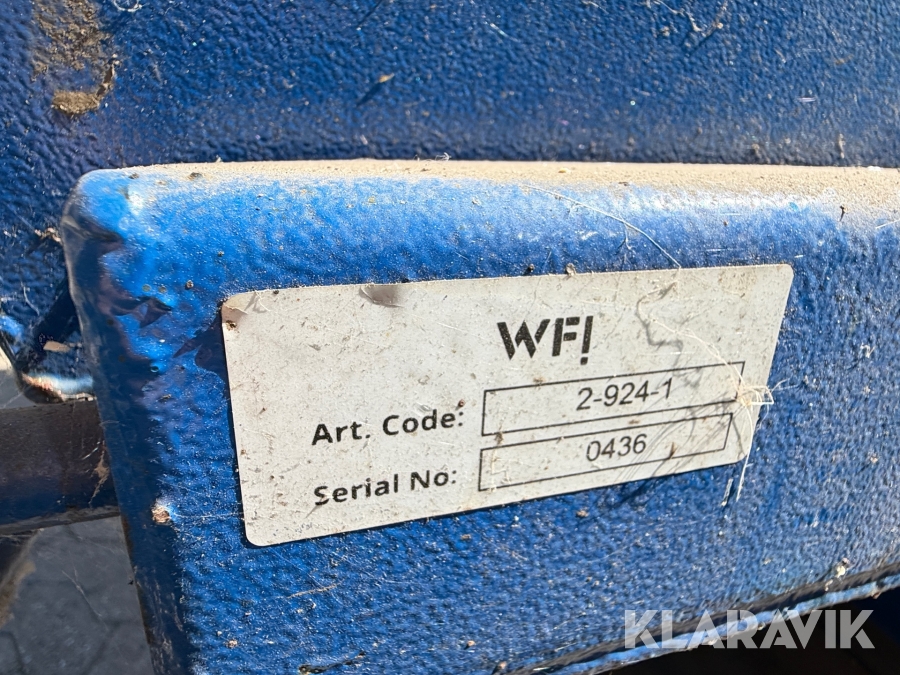 WF!
Art. Code: 2-924-1
Serial No: 0436
KLARAVIK